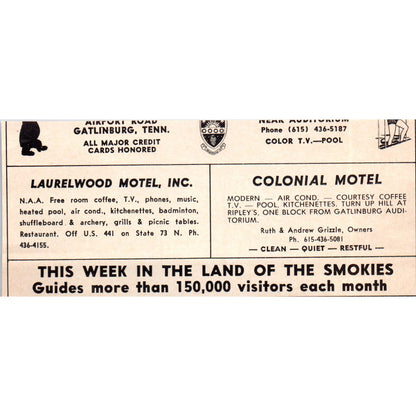 AIRPORT ROAD
GATLINBURG, TENN.
ALL MAJOR CREDIT
CARDS HONORED
NEAR AUDITORIUM
Phone (615) 436-5187
COLOR T.V.—POOL
LAURELWOOD MOTEL, INC.
N.A.A. Free room coffee, T.V., phones, music,
heated pool, air cond., kitchenettes, badminton,
shuffleboard & archery, grills & picnic tables.
Restaurant. Off U.S. 441 on State 73 N. Ph.
436-4155.
COLONIAL MOTEL
MODERN — AIR COND. — COURTESY COFFEE
T.V. — POOL, KITCHENETTES. TURN UP HILL AT
RIPLEY'S, ONE BLOCK FROM GATLINBURG AUDI-
TORIUM.
Ruth & Andrew Grizzle, Owners
Ph. 615-436-5081
— CLEAN — QUIET — RESTFUL —
THIS WEEK IN THE LAND OF THE SMOKIES
Guides more than 150,000 visitors each month